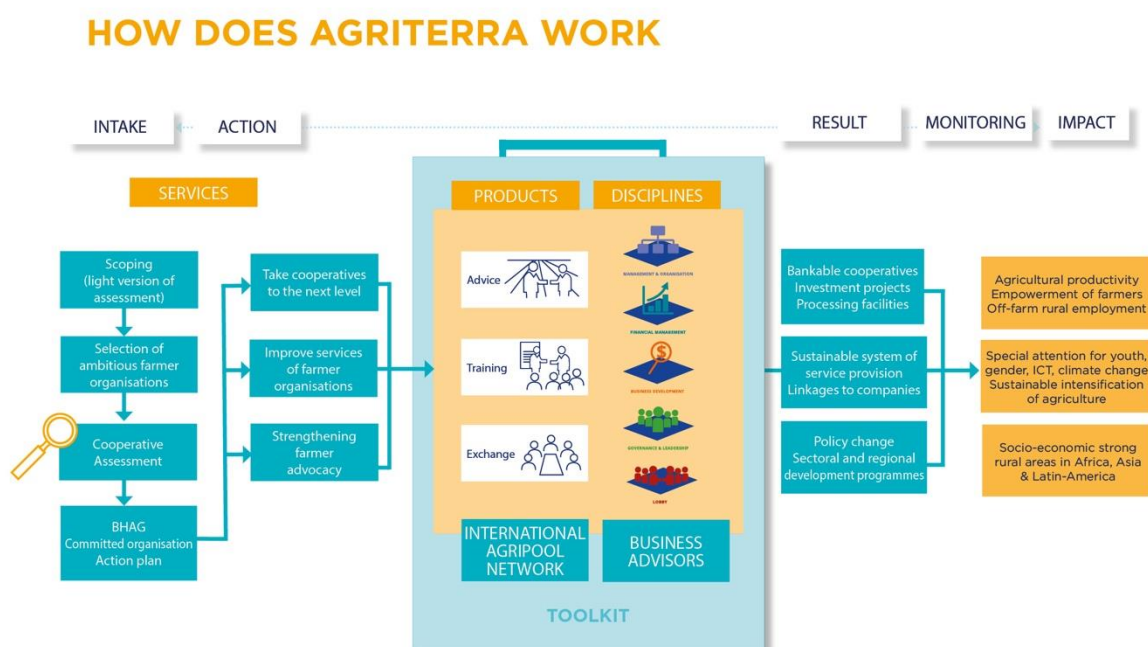 HOW DOES AGRITERRA WORK
INTAKE
ACTION
RESULT
MONITORING
IMPACT
SERVICES
Scoping
(light version of
assessment)
Selection of
ambitious farmer
organisations
Cooperative
Assessment
BHAG
Committed organisation
Action plan
Take cooperatives
to the next level
Improve services
of farmer
organisations
Strengthening
farmer
advocacy
PRODUCTS
DISCIPLINES
Advice
Training
Exchange
MANAGEMENT & ORGANISATION
FINANCIAL MANAGEMENT
BUSINESS DEVELOPMENT
GOVERNANCE & LEADERSHIP
LOBBY
INTERNATIONAL
AGRIPOOL
NETWORK
BUSINESS
ADVISORS
TOOLKIT
Bankable cooperatives
Investment projects
Processing facilities
Sustainable system of
service provision
Linkages to companies
Policy change
Sectoral and regional
development programmes
Agricultural productivity
Empowerment of farmers
Off-farm rural employment
Special attention for youth,
gender, ICT, climate change
Sustainable intensification
of agriculture
Socio-economic strong
rural areas in Africa, Asia
& Latin-America